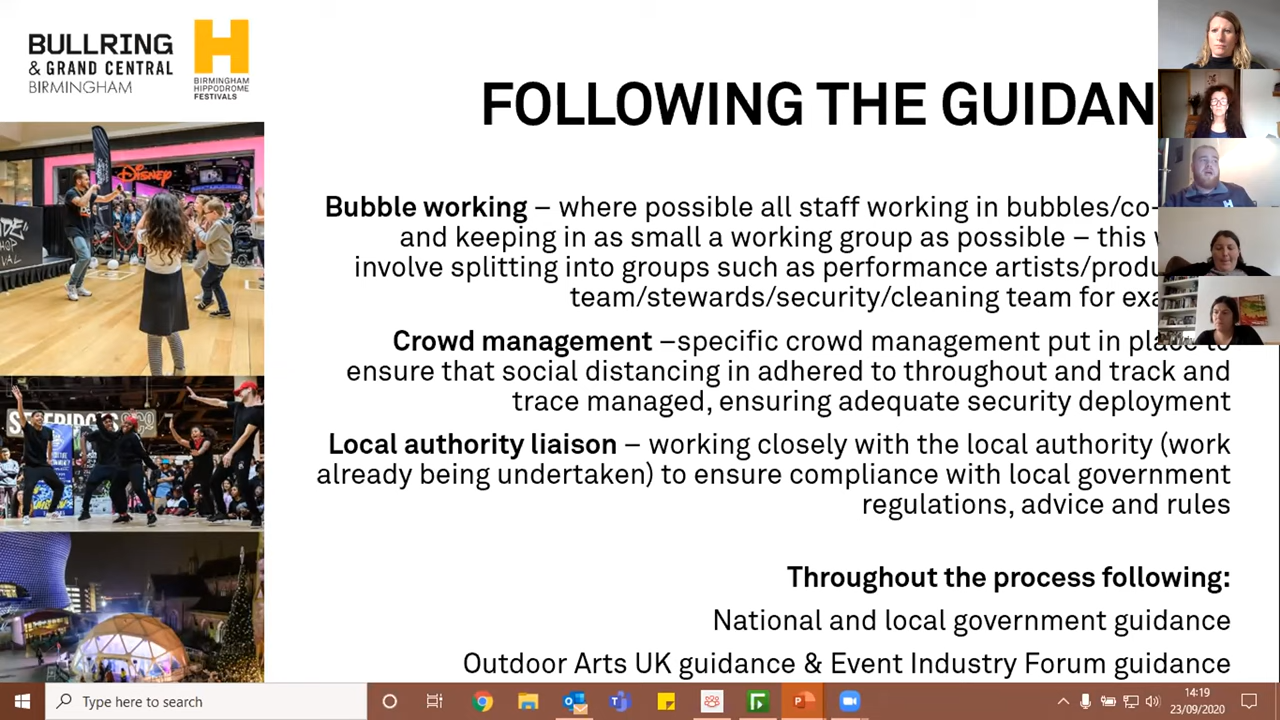 BULLRING
& GRAND CENTRAL
BIRMINGHAM
H
BIRMINGHAM
HIPPODROME
FESTIVALS
FOLLOWING THE GUIDAN
DISNEY
Bubble working – where possible all staff working in bubbles/co-
and keeping in as small a working group as possible – this
involve splitting into groups such as performance artists/produ
team/stewards/security/cleaning team for exa
Crowd management –specific crowd management put in place to
ensure that social distancing in adhered to throughout and track and
trace managed, ensuring adequate security deployment
Local authority liaison – working closely with the local authority (work
already being undertaken) to ensure compliance with local government
regulations, advice and rules
Throughout the process following:
National and local government guidance
Outdoor Arts UK guidance & Event Industry Forum guidance
Type here to search
14:19
23/09/2020